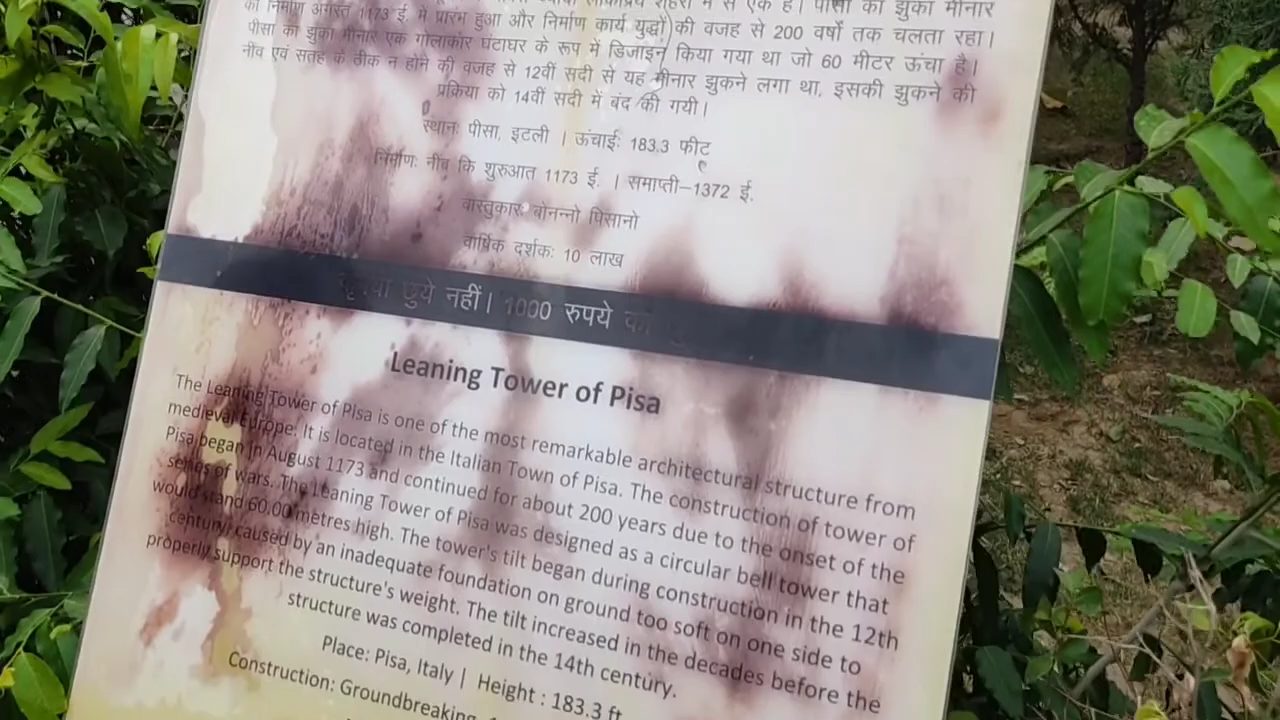 का निर्माण अगस्त 1173 ई. में प्रारंभ हुआ और निर्माण कार्य युद्धों की वजह से 200 वर्षों तक चलता रहा।
पीसा का झुका मीनार एक गोलाकार घंटाघर के रूप में डिजाइन किया गया था जो 60 मीटर ऊंचा है।
नींव एवं सतह के ठीक न होने की वजह से 12वीं सदी से यह मीनार झुकने लगा था, इसकी झुकने की
प्रक्रिया को 14वीं सदी में बंद की गयी।
स्थानः पीसा, इटली । ऊंचाईः 183.3 फीट
निर्माणः नींब कि शुरुआत 1173 ई. । समाप्ती–1372 ई.
वास्तुकारः बोनन्नो पिसानो
वार्षिक दर्शकः 10 लाख
छुये नहीं। 1000 रुपये
Leaning Tower of Pisa
The Leaning Tower of Pisa is one of the most remarkable architectural structure from
medieval Europe. It is located in the Italian Town of Pisa. The construction of tower of
Pisa began in August 1173 and continued for about 200 years due to the onset of the
series of wars. The Leaning Tower of Pisa was designed as a circular bell tower that
would stand 60.00 metres high. The tower's tilt began during construction in the 12th
century, caused by an inadequate foundation on ground too soft on one side to
properly support the structure's weight. The tilt increased in the decades before the
structure was completed in the 14th century.
Place: Pisa, Italy | Height : 183.3 ft
Construction: Groundbreaking